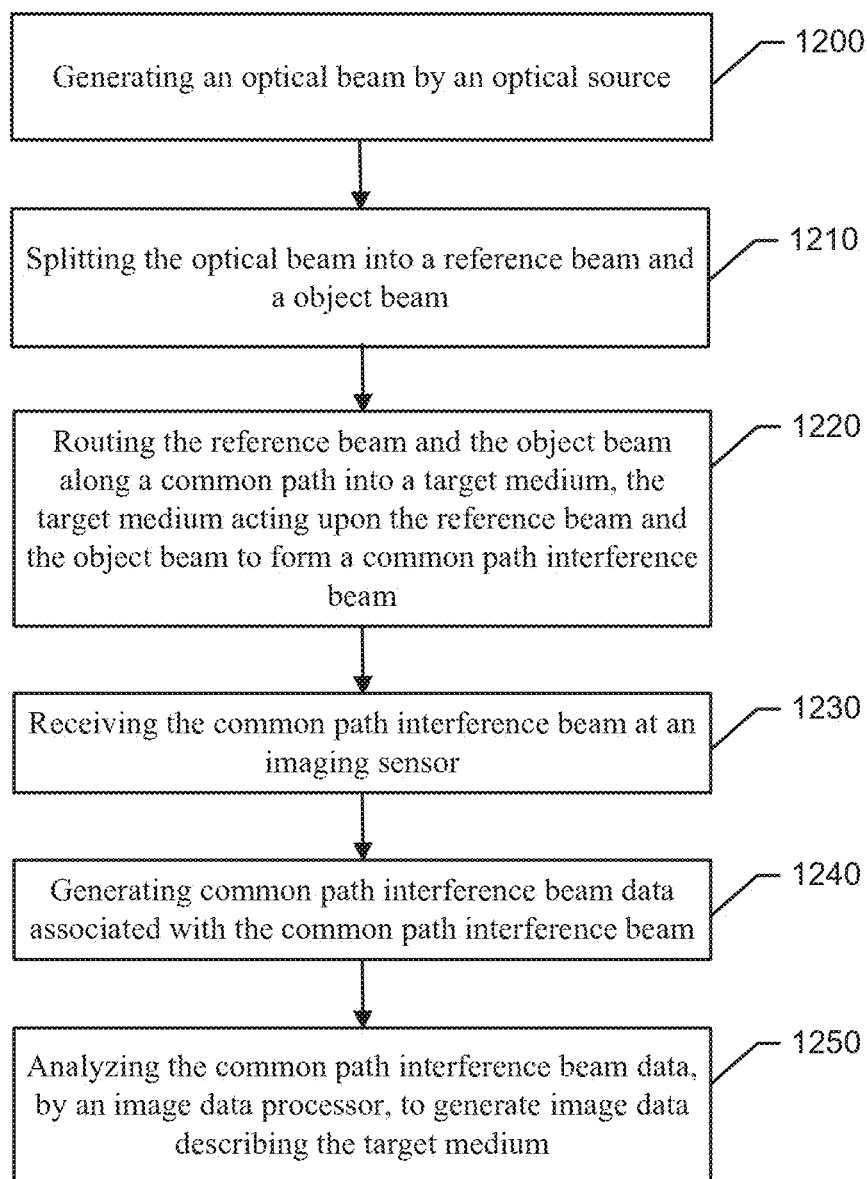 Generating an optical beam by an optical source
1200
Splitting the optical beam into a reference beam and
a object beam
1210
Routing the reference beam and the object beam
along a common path into a target medium, the
target medium acting upon the reference beam and
the object beam to form a common path interference
beam
1220
Receiving the common path interference beam at an
imaging sensor
1230
Generating common path interference beam data
associated with the common path interference beam
1240
Analyzing the common path interference beam data,
by an image data processor, to generate image data
describing the target medium
1250